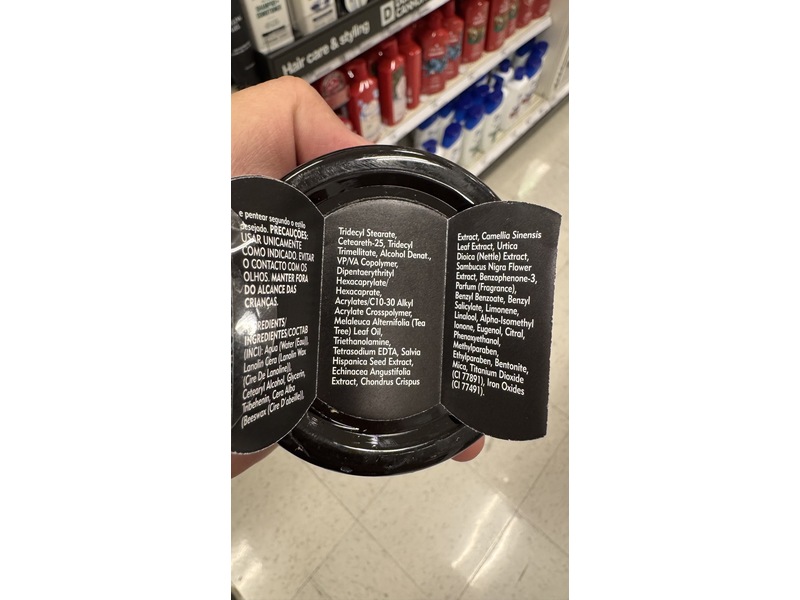 Hair care & styling
e pentear segundo o estilo
desejado. PRECAUÇÕES:
USAR UNICAMENTE
COMO INDICADO. EVITAR
O CONTACTO COM OS
OLHOS. MANTER FORA
DO ALCANCE DAS
CRIANÇAS.
INGREDIENTS/
INGREDIENTES/COCTAB
(INCI): Aqua (Water (Eau)),
Lanolin Cera (Lanolin Wax
(Cire De Lanoline)),
Cetearyl Alcohol, Glycerin,
Tribehenin, Cera Alba
(Beeswax (Cire D'abeille)),
Tridecyl Stearate,
Ceteareth-25, Tridecyl
Trimellitate, Alcohol Denat.,
VP/VA Copolymer,
Dipentaerythrityl
Hexacaprylate/
Hexacaprate,
Acrylates/C10-30 Alkyl
Acrylate Crosspolymer,
Melaleuca Alternifolia (Tea
Tree) Leaf Oil,
Triethanolamine,
Tetrasodium EDTA, Salvia
Hispanica Seed Extract,
Echinacea Angustifolia
Extract, Chondrus Crispus
Extract, Camellia Sinensis
Leaf Extract, Urtica
Dioica (Nettle) Extract,
Sambucus Nigra Flower
Extract, Benzophenone-3,
Parfum (Fragrance),
Benzyl Benzoate, Benzyl
Salicylate, Limonene,
Linalool, Alpha-Isomethyl
Ionone, Eugenol, Citral,
Phenoxyethanol,
Methylparaben,
Ethylparaben, Bentonite,
Mica, Titanium Dioxide
(CI 77891), Iron Oxides
(CI 77491).